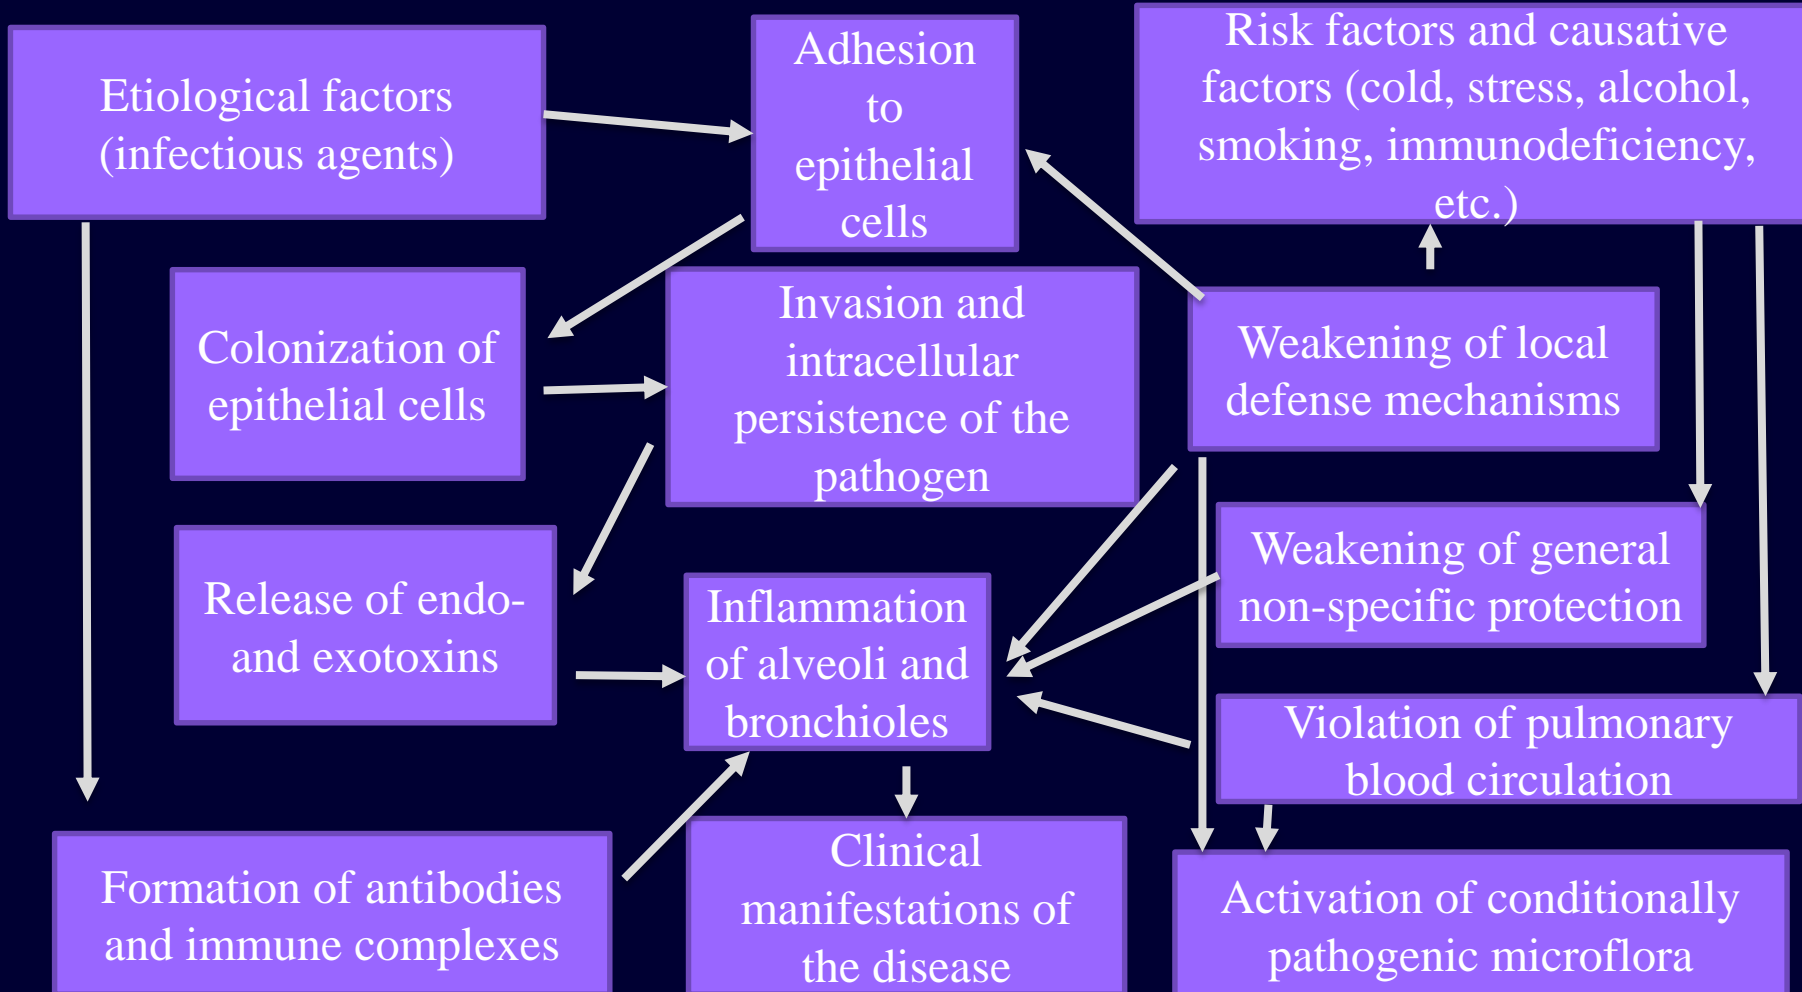 Etiological factors
(infectious agents)
Adhesion
to
epithelial
cells
Risk factors and causative
factors (cold, stress, alcohol,
smoking, immunodeficiency,
etc.)
Colonization of
epithelial cells
Invasion and
intracellular
persistence of the
pathogen
Weakening of local
defense mechanisms
Release of endo-
and exotoxins
Inflammation
of alveoli and
bronchioles
Weakening of general
non-specific protection
Violation of pulmonary
blood circulation
Formation of antibodies
and immune complexes
Clinical
manifestations of
the disease
Activation of conditionally
pathogenic microflora